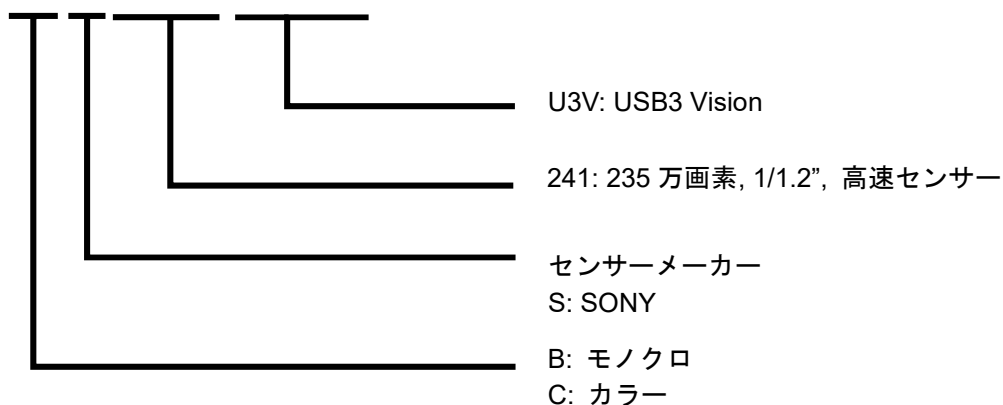 U3V: USB3 Vision
241: 235 万画素, 1/1.2”, 高速センサー
センサーメーカー
S: SONY
B: モノクロ
C: カラー